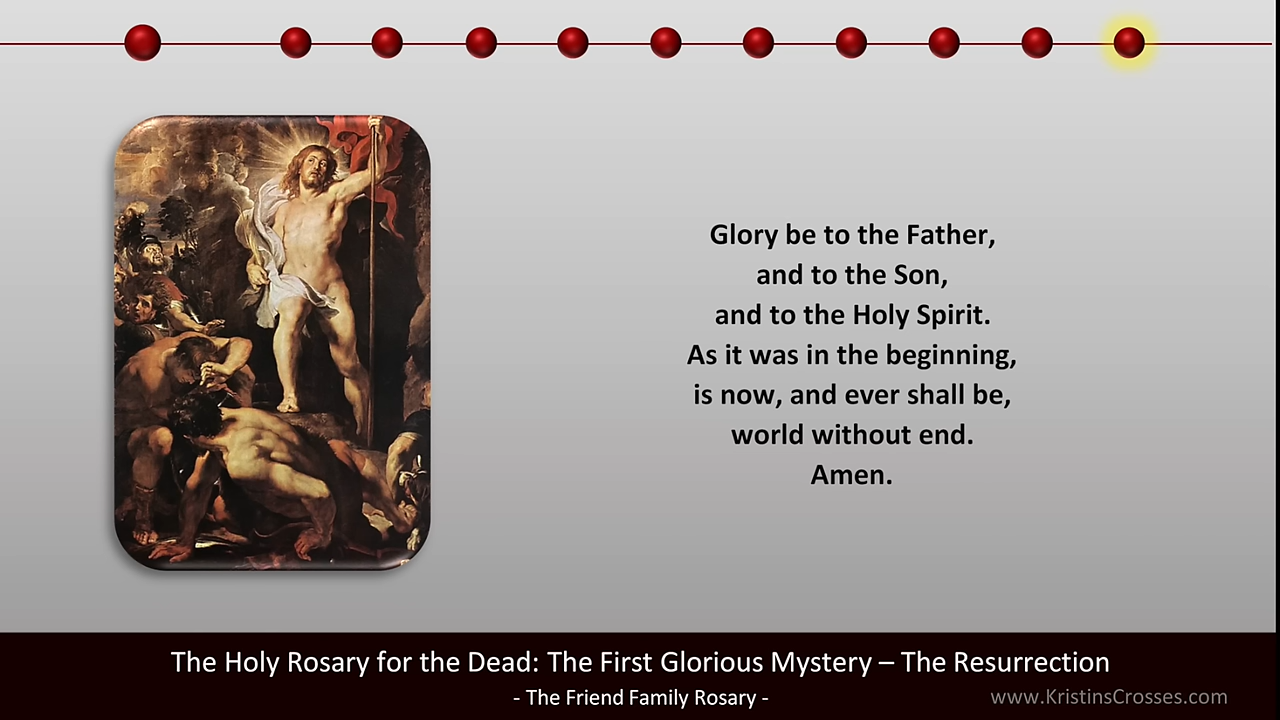 Glory be to the Father,
and to the Son,
and to the Holy Spirit.
As it was in the beginning,
is now, and ever shall be,
world without end.
Amen.
The Holy Rosary for the Dead: The First Glorious Mystery – The Resurrection
- The Friend Family Rosary -
www.KristinsCrosses.com